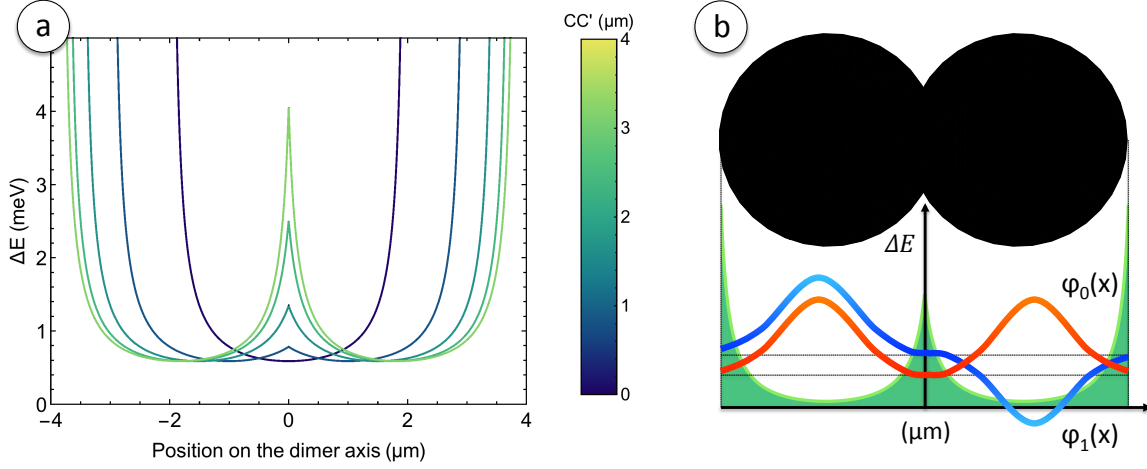 a
CC' (μm)
4
3
2
1
0
ΔE (meV)
4
3
2
1
0
−4
−2
0
2
4
Position on the dimer axis (μm)
b
ΔE
φ₀(x)
φ₁(x)
(μm)